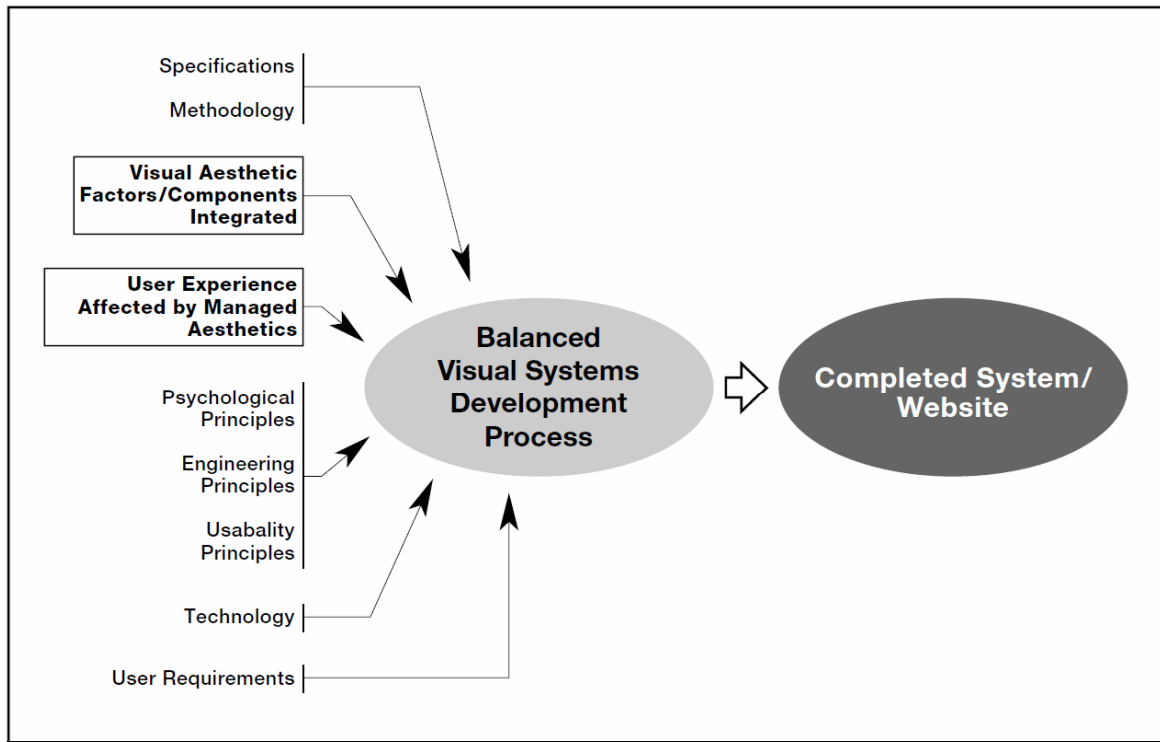 Specifications
Methodology
Visual Aesthetic
Factors/Components
Integrated
User Experience
Affected by Managed
Aesthetics
Psychological
Principles
Engineering
Principles
Usabality
Principles
Technology
User Requirements
Balanced
Visual Systems
Development
Process
Completed System/
Website